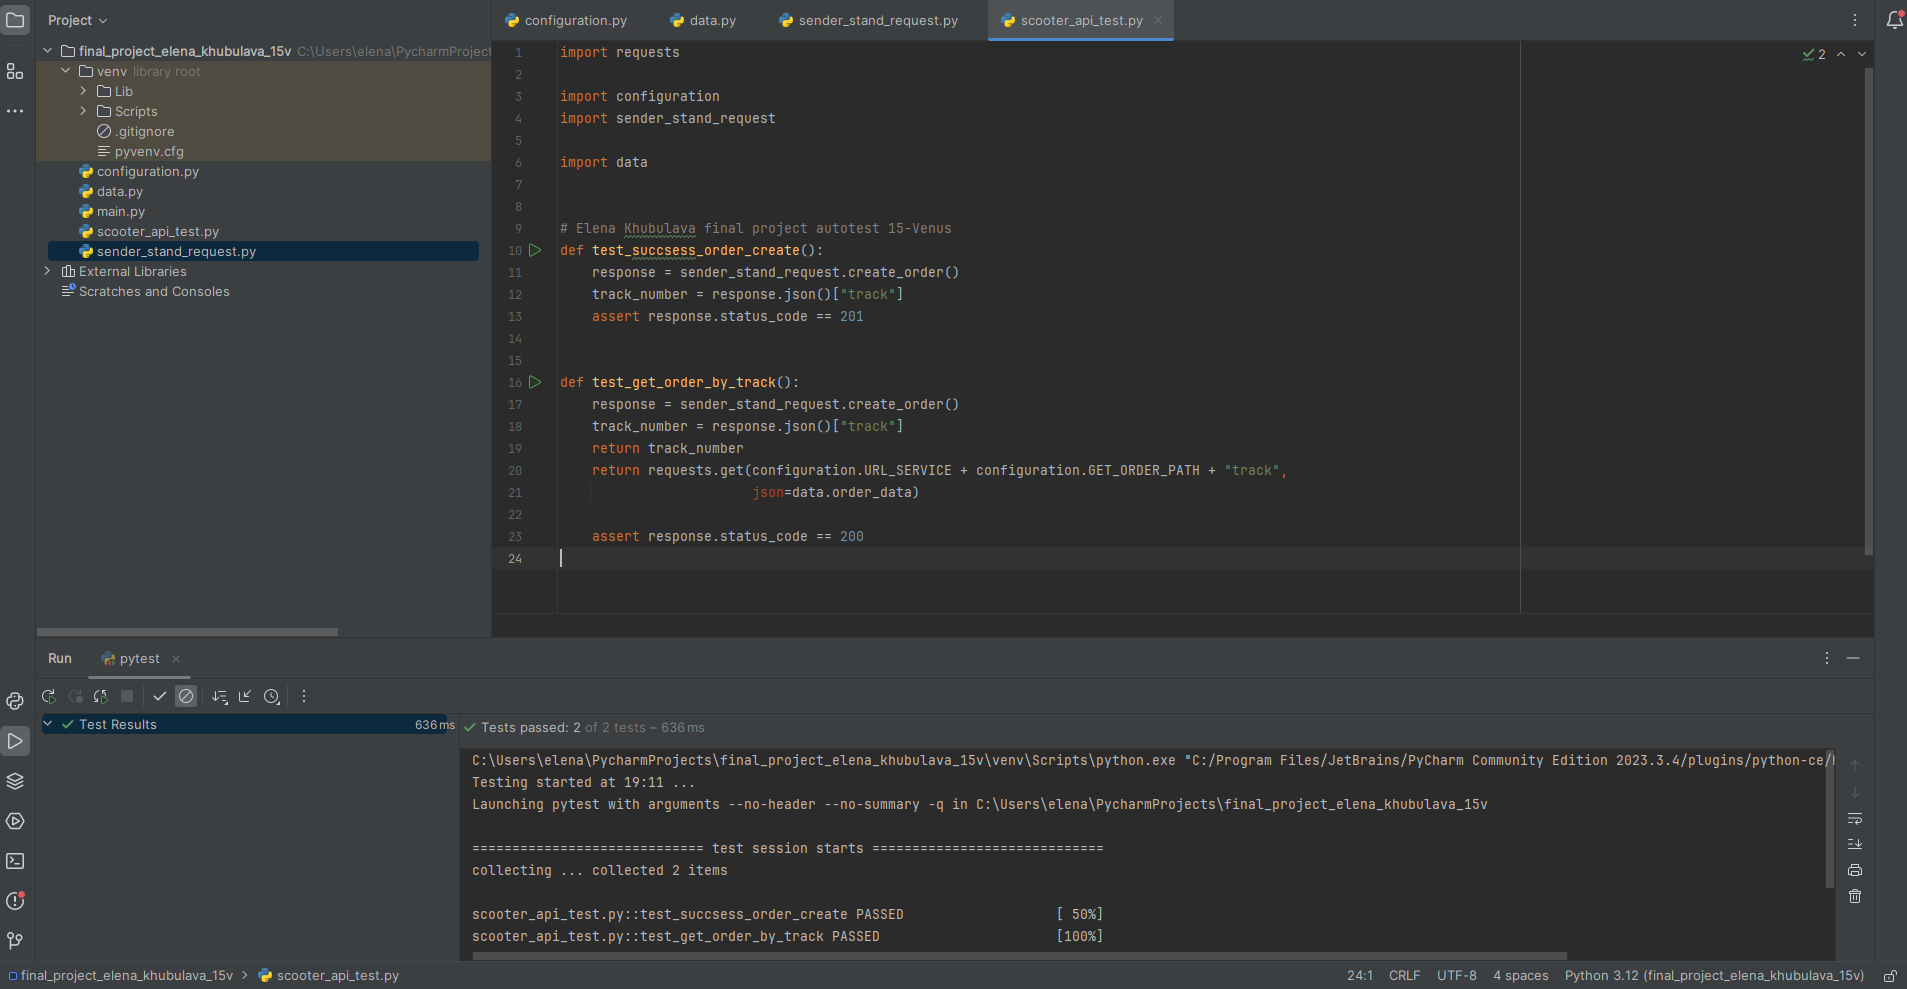 Project
configuration.py
data.py
sender_stand_request.py
scooter_api_test.py
final_project_elena_khubulava_15v C:\Users\elena\PycharmProject
venv library root
Lib
Scripts
.gitignore
pyvenv.cfg
configuration.py
data.py
main.py
scooter_api_test.py
sender_stand_request.py
External Libraries
Scratches and Consoles
2
1 import requests
2
3 import configuration
4 import sender_stand_request
5
6 import data
7
8
9 # Elena Khubulava final project autotest 15-Venus
10 def test_succsess_order_create():
11 response = sender_stand_request.create_order()
12 track_number = response.json()["track"]
13 assert response.status_code == 201
14
15
16 def test_get_order_by_track():
17 response = sender_stand_request.create_order()
18 track_number = response.json()["track"]
19 return track_number
20 return requests.get(configuration.URL_SERVICE + configuration.GET_ORDER_PATH + "track",
21 json=data.order_data)
22
23 assert response.status_code == 200
24
Run pytest
Test Results 636 ms
Tests passed: 2 of 2 tests – 636 ms
C:\Users\elena\PycharmProjects\final_project_elena_khubulava_15v\venv\Scripts\python.exe "C:/Program Files/JetBrains/PyCharm Community Edition 2023.3.4/plugins/python-ce/
Testing started at 19:11 ...
Launching pytest with arguments --no-header --no-summary -q in C:\Users\elena\PycharmProjects\final_project_elena_khubulava_15v
============================= test session starts =============================
collecting ... collected 2 items
scooter_api_test.py::test_succsess_order_create PASSED [ 50%]
scooter_api_test.py::test_get_order_by_track PASSED [100%]
final_project_elena_khubulava_15v > scooter_api_test.py
24:1 CRLF UTF-8 4 spaces Python 3.12 (final_project_elena_khubulava_15v)